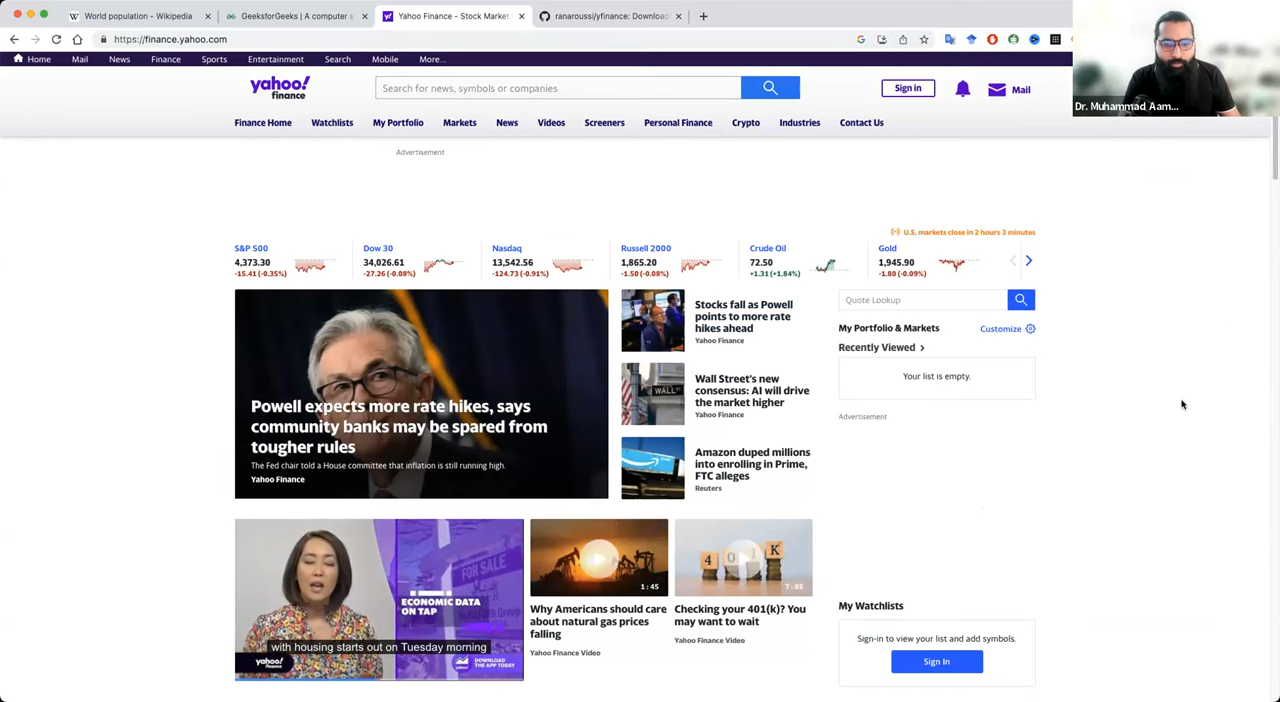 World population - Wikipedia
GeeksforGeeks | A computer s
Yahoo Finance - Stock Market
ranaroussi/yfinance: Download
https://finance.yahoo.com
Home Mail News Finance Sports Entertainment Search Mobile More...
yahoo!
finance
Search for news, symbols or companies
Sign in
Mail
Dr. Muhammad Aam...
Finance Home Watchlists My Portfolio Markets News Videos Screeners Personal Finance Crypto Industries Contact Us
Advertisement
U.S. markets close in 2 hours 3 minutes
S&P 500
4,373.30
-15.41 (-0.35%)
Dow 30
34,026.61
-27.26 (-0.08%)
Nasdaq
13,542.56
-124.73 (-0.91%)
Russell 2000
1,865.20
-1.50 (-0.08%)
Crude Oil
72.50
+1.31 (+1.84%)
Gold
1,945.90
-1.80 (-0.09%)
Powell expects more rate hikes, says
community banks may be spared from
tougher rules
The Fed chair told a House committee that inflation is still running high.
Yahoo Finance
Stocks fall as Powell
points to more rate
hikes ahead
Yahoo Finance
WALL
Wall Street's new
consensus: AI will drive
the market higher
Yahoo Finance
Amazon duped millions
into enrolling in Prime,
FTC alleges
Reuters
Quote Lookup
My Portfolio & Markets
Customize
Recently Viewed
Your list is empty.
Advertisement
FOR SALE
ECONOMIC DATA
ON TAP
with housing starts out on Tuesday morning
yahoo!
finance
DOWNLOAD
THE APP TODAY
1:45
Why Americans should care
about natural gas prices
falling
Yahoo Finance Video
4 0 1 K
7:05
Checking your 401(k)? You
may want to wait
Yahoo Finance Video
My Watchlists
Sign-in to view your list and add symbols.
Sign In